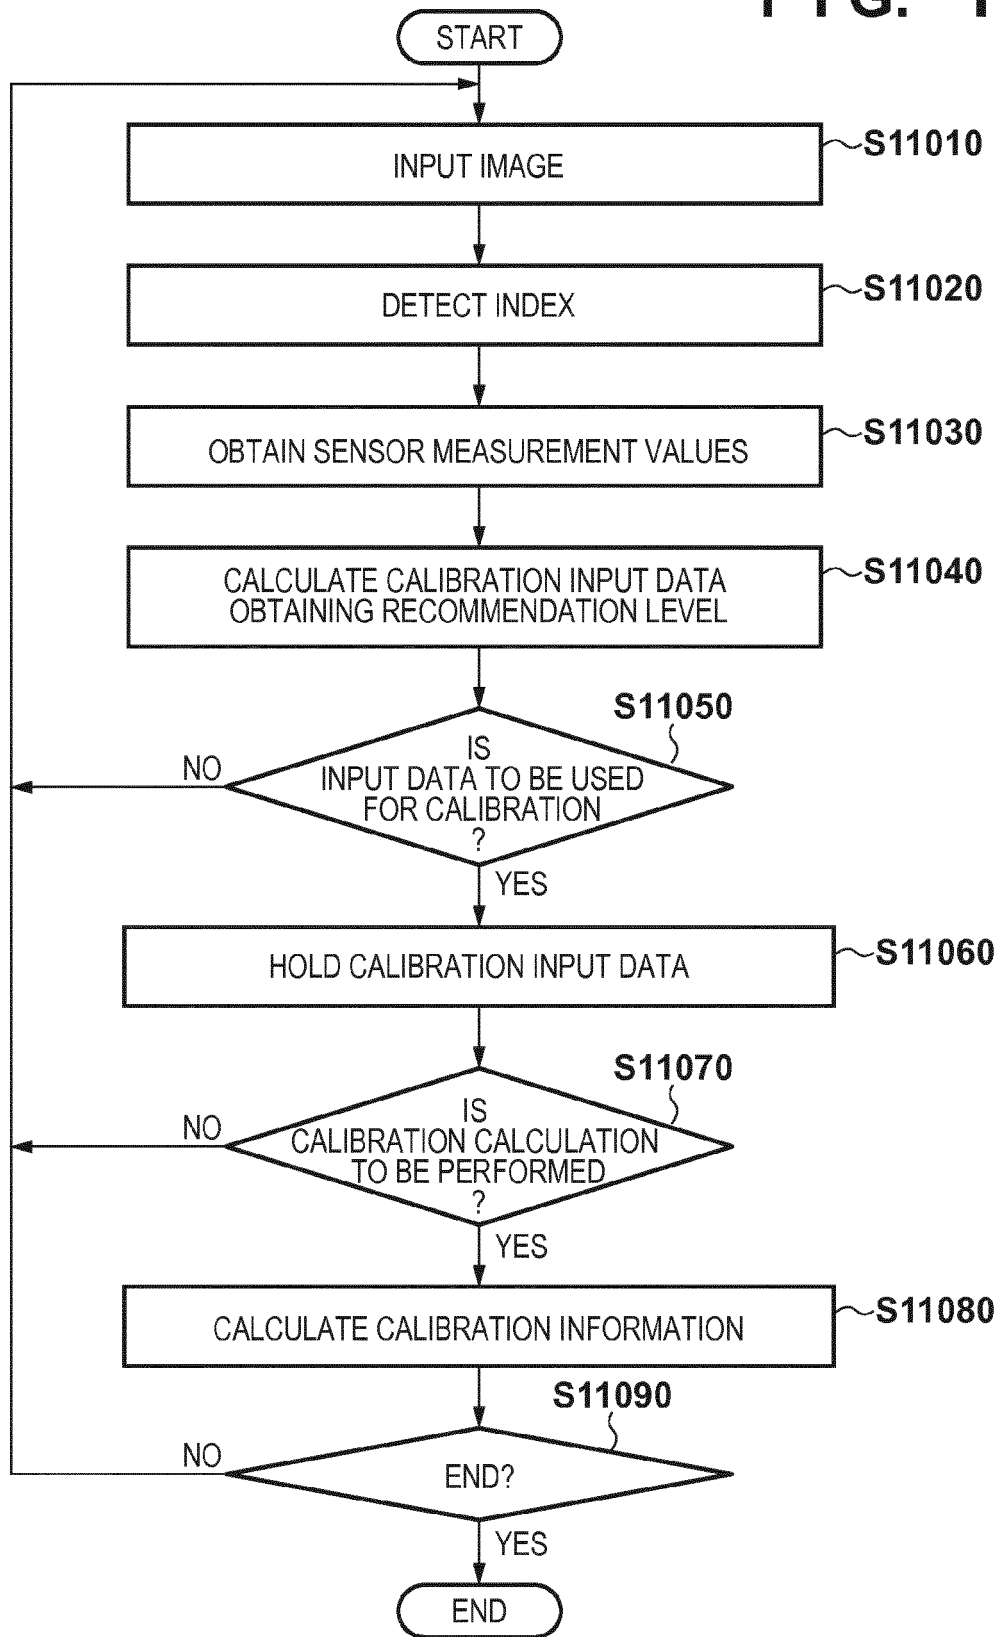 FIG.
START
INPUT IMAGE
S11010
DETECT INDEX
S11020
OBTAIN SENSOR MEASUREMENT VALUES
S11030
CALCULATE CALIBRATION INPUT DATA
OBTAINING RECOMMENDATION LEVEL
S11040
S11050
IS
INPUT DATA TO BE USED
FOR CALIBRATION
?
NO
YES
HOLD CALIBRATION INPUT DATA
S11060
S11070
IS
CALIBRATION CALCULATION
TO BE PERFORMED
?
NO
YES
CALCULATE CALIBRATION INFORMATION
S11080
S11090
END?
NO
YES
END